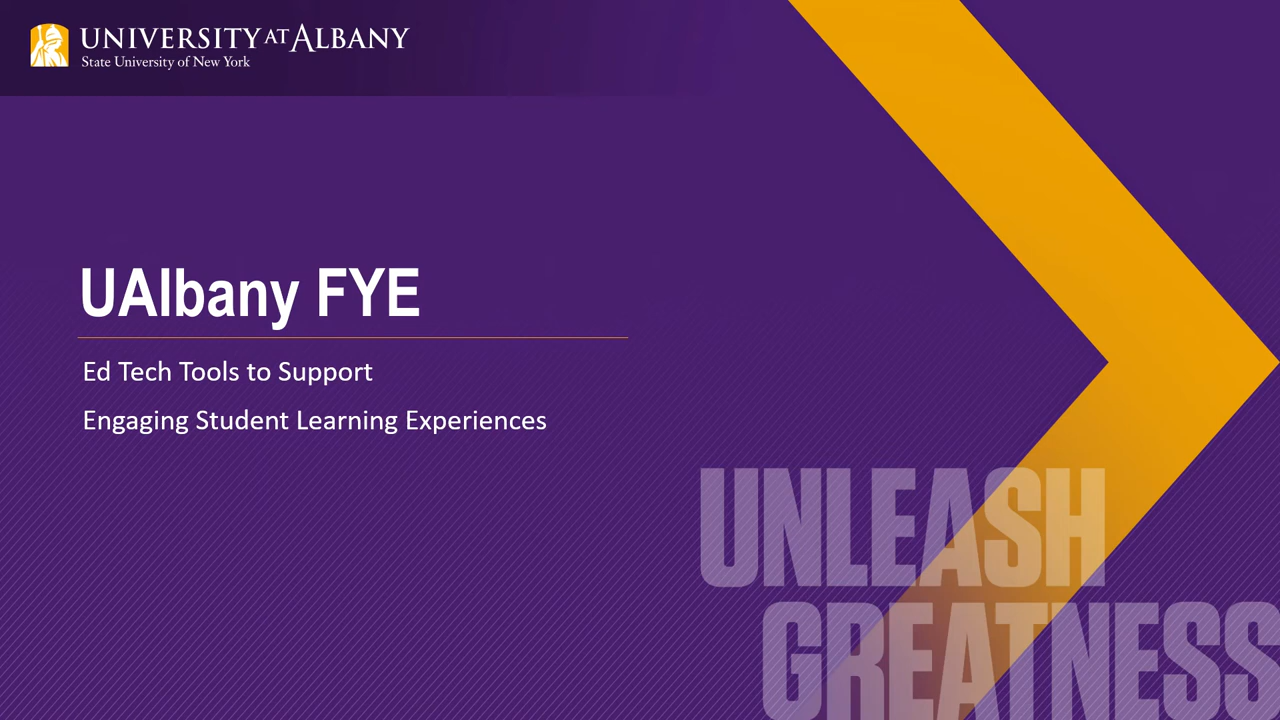 UNIVERSITY AT ALBANY
State University of New York
UAlbany FYE
Ed Tech Tools to Support
Engaging Student Learning Experiences
UNLEASH
GREATNESS